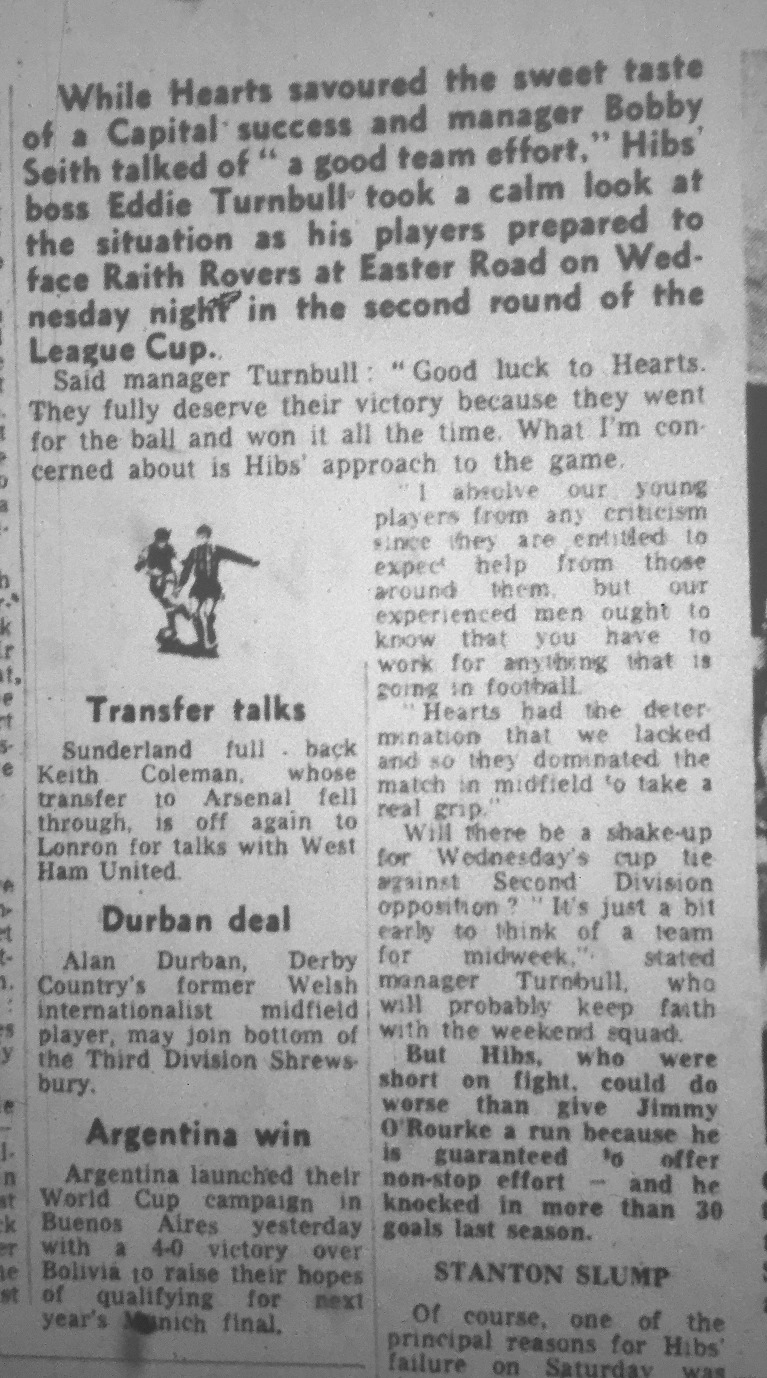 While Hearts savoured the sweet taste
of a Capital success and manager Bobby
Seith talked of "a good team effort," Hibs'
boss Eddie Turnbull took a calm look at
the situation as his players prepared to
face Raith Rovers at Easter Road on Wed-
nesday night in the second round of the
League Cup.
Said manager Turnbull: "Good luck to Hearts.
They fully deserve their victory because they went
for the ball and won it all the time. What I'm con-
cerned about is Hibs' approach to the game.
"I absolve our young
players from any criticism
since they are entitled to
expect help from those
around them, but our
experienced men ought to
know that you have to
work for anything that is
going in football.
"Hearts had the deter-
mination that we lacked
and so they dominated the
match in midfield to take a
real grip."
Will there be a shake-up
for Wednesday's cup tie
against Second Division
opposition? "It's just a bit
early to think of a team
for midweek," stated
manager Turnbull, who
will probably keep faith
with the weekend squad.
But Hibs, who were
short on fight, could do
worse than give Jimmy
O'Rourke a run because he
is guaranteed to offer
non-stop effort — and he
knocked in more than 30
goals last season.
STANTON SLUMP
Of course, one of the
principal reasons for Hibs'
failure on Saturday was
Transfer talks
Sunderland full-back
Keith Coleman, whose
transfer to Arsenal fell
through, is off again to
Lonron for talks with West
Ham United.
Durban deal
Alan Durban, Derby
Country's former Welsh
internationalist midfield
player, may join bottom of
the Third Division Shrews-
bury.
Argentina win
Argentina launched their
World Cup campaign in
Buenos Aires yesterday
with a 4-0 victory over
Bolivia to raise their hopes
of qualifying for next
year's Munich final.